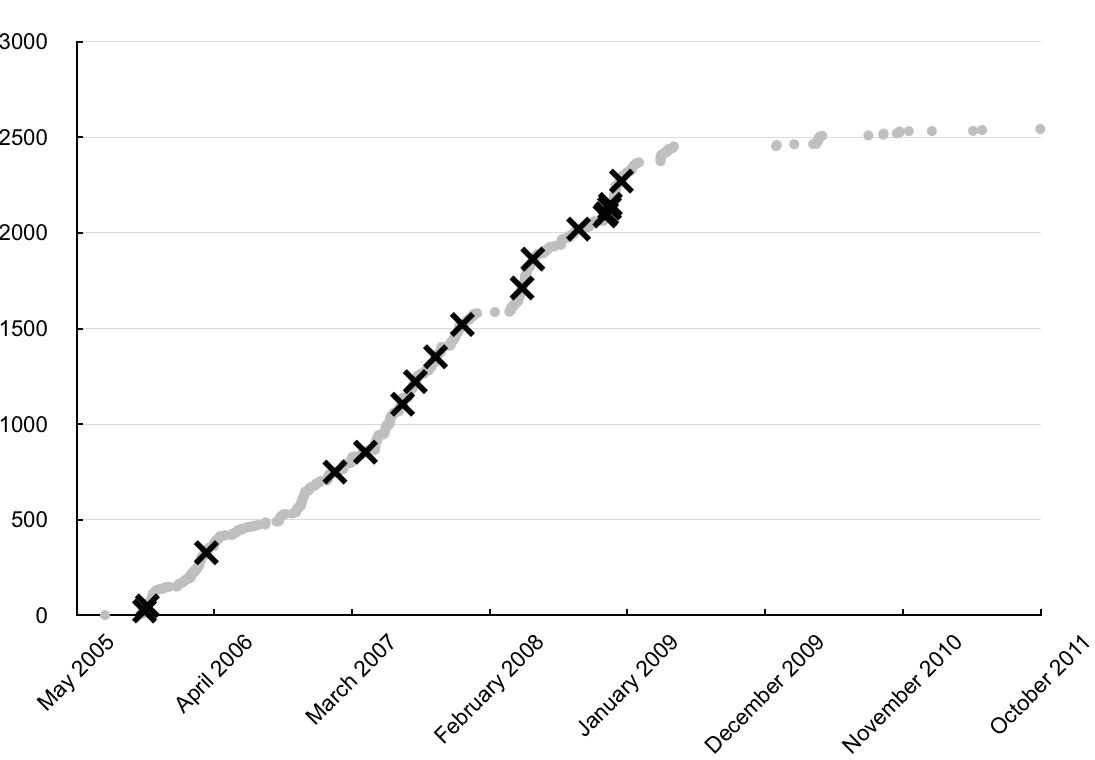 3000
2500
2000
1500
1000
500
0
May 2005
April 2006
March 2007
February 2008
January 2009
December 2009
November 2010
October 2011